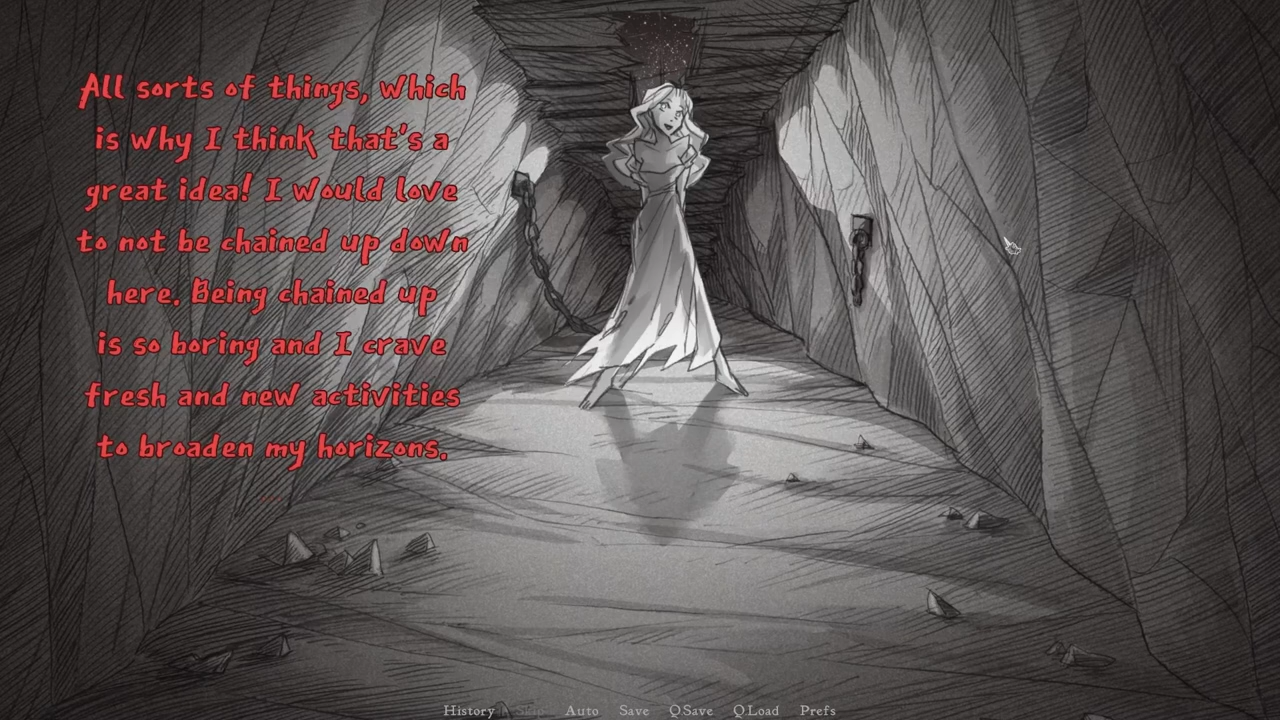 All sorts of things, which
is why I think that's a
great idea! I would love
to not be chained up down
here. Being chained up
is so boring and I crave
fresh and new activities
to broaden my horizons.
History Skip Auto Save Q.Save Q.Load Prefs